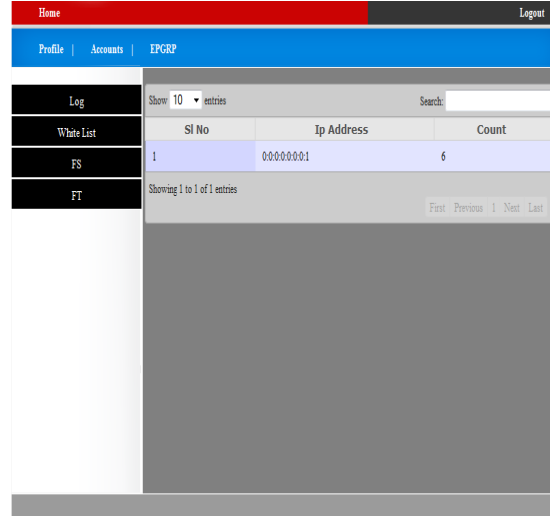 Home Logout
Profile | Accounts | EPGRP
Log
White List
FS
FT
Show 10 entries Search:
Sl No Ip Address Count
1 0:0:0:0:0:0:0:1 6
Showing 1 to 1 of 1 entries
First Previous 1 Next Last